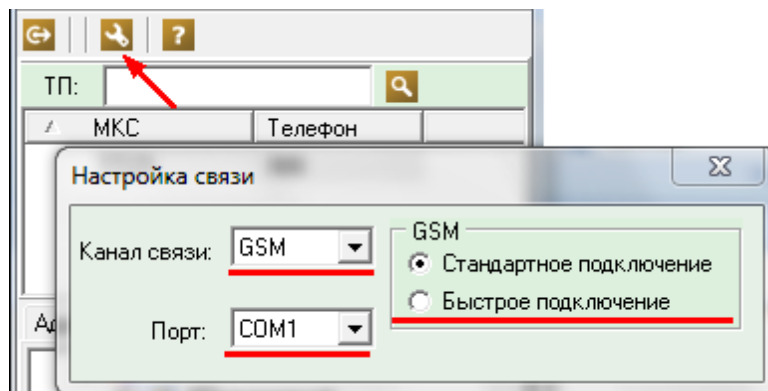 ?
ТП:
МКС Телефон
Настройка связи
Канал связи: GSM
GSM
Стандартное подключение
Быстрое подключение
Порт: COM1